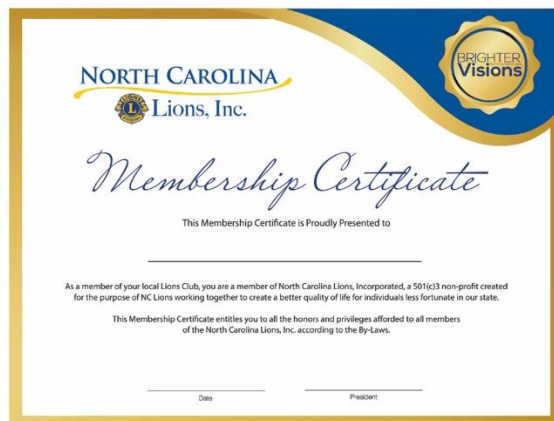 BRIGHTER
Visions
NORTH CAROLINA
Lions, Inc.
Membership Certificate
This Membership Certificate is Proudly Presented to
As a member of your local Lions Club, you are a member of North Carolina Lions, Incorporated, a 501(c)3 non-profit created
for the purpose of NC Lions working together to create a better quality of life for individuals less fortunate in our state.
This Membership Certificate entitles you to all the honors and privileges afforded to all members
of the North Carolina Lions, Inc. according to the By-Laws.
Date
President